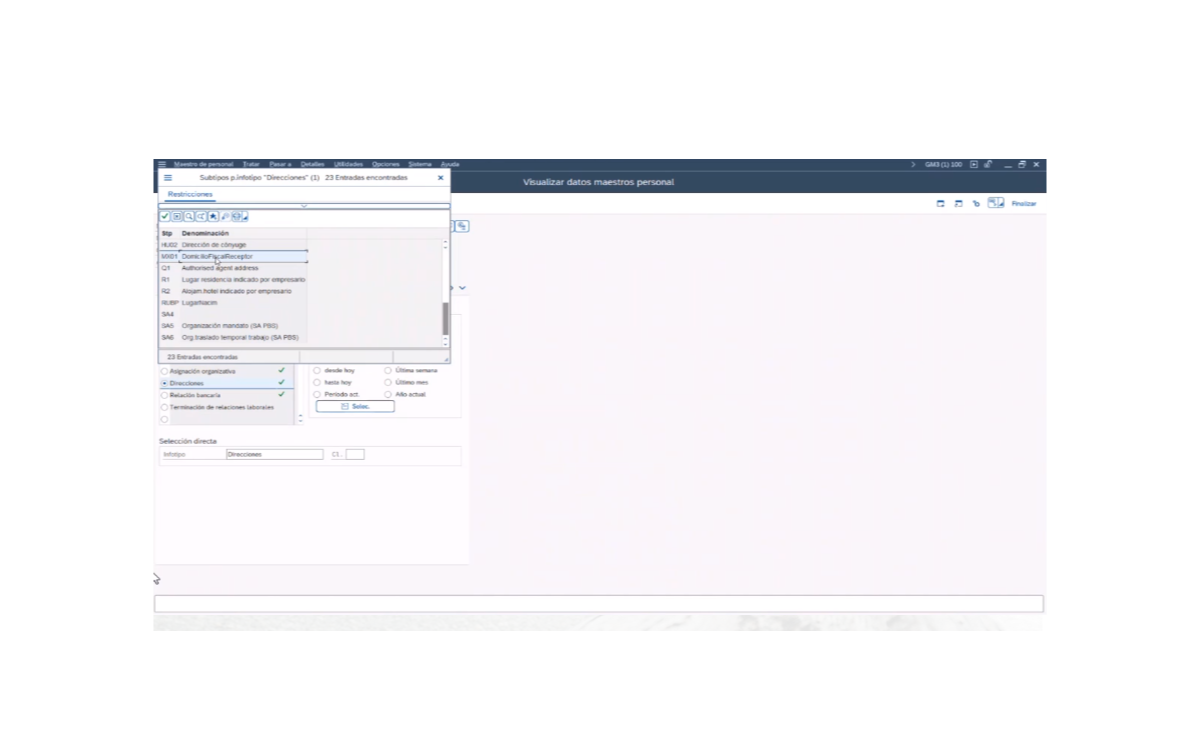 Maestro de personal Tratar Pasar a Detalles Utilidades Opciones Sistema Ayuda GM3 (1) 100
Subtipos p.infotipo "Direcciones" (1) 23 Entradas encontradas
Visualizar datos maestros personal
Restricciones
Finalizar
Stp Denominación
HU02 Dirección de cónyuge
MX01 DomicilioFiscalReceptor
Q1 Authorised agent address
R1 Lugar residencia indicado por empresario
R2 Alojam.hotel indicado por empresario
RUBP LugarNacim
SA4
SA5 Organización mandato (SA PBS)
SA6 Org.traslado temporal trabajo (SA PBS)
23 Entradas encontradas
Asignación organizativa desde hoy Última semana
Direcciones hasta hoy Último mes
Relación bancaria Período act. Año actual
Terminación de relaciones laborales Selec.
Selección directa
Infotipo Direcciones Cl.